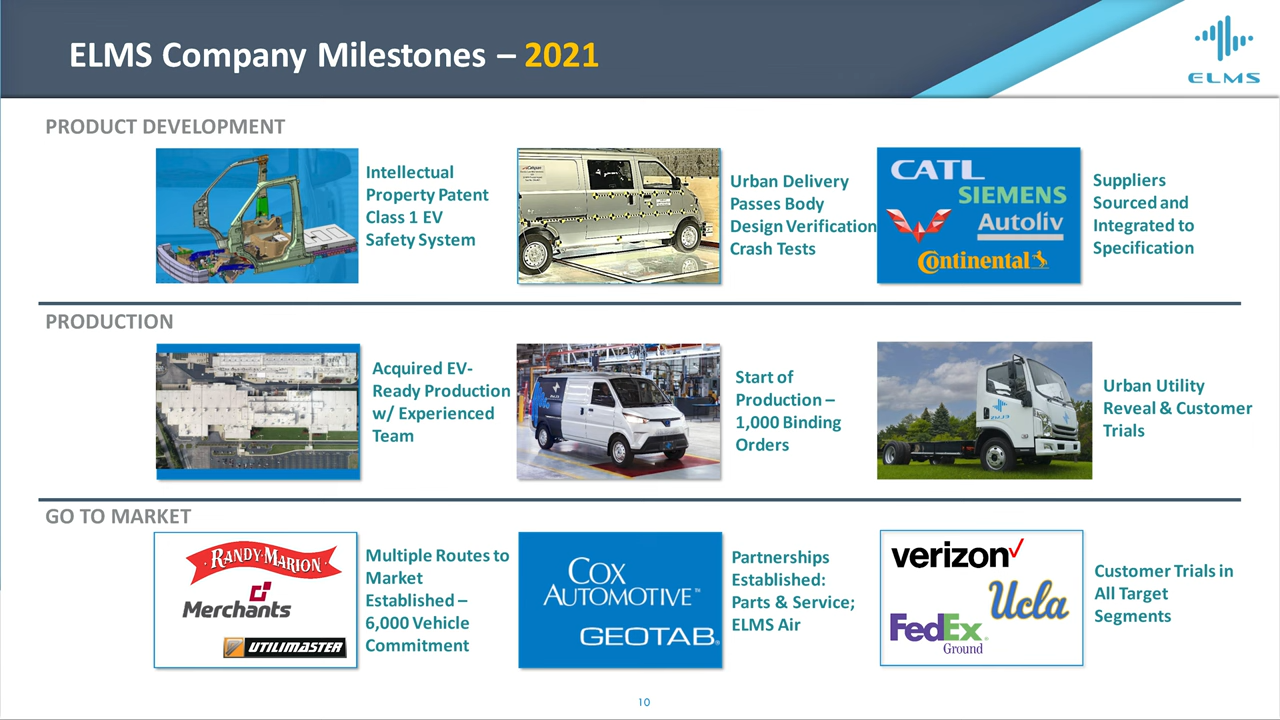 ELMS Company Milestones – 2021
ELMS
PRODUCT DEVELOPMENT
Intellectual
Property Patent
Class 1 EV
Safety System
Urban Delivery
Passes Body
Design Verification
Crash Tests
CATL
SIEMENS
Autoliv
Continental
Suppliers
Sourced and
Integrated to
Specification
PRODUCTION
Acquired EV-
Ready Production
w/ Experienced
Team
Start of
Production –
1,000 Binding
Orders
Urban Utility
Reveal & Customer
Trials
GO TO MARKET
RANDY MARION
Merchants
UTILIMASTER
Multiple Routes to
Market
Established –
6,000 Vehicle
Commitment
COX
AUTOMOTIVE™
GEOTAB®
Partnerships
Established:
Parts & Service;
ELMS Air
verizon✓
Ucla
FedEx®
Ground
Customer Trials in
All Target
Segments
10